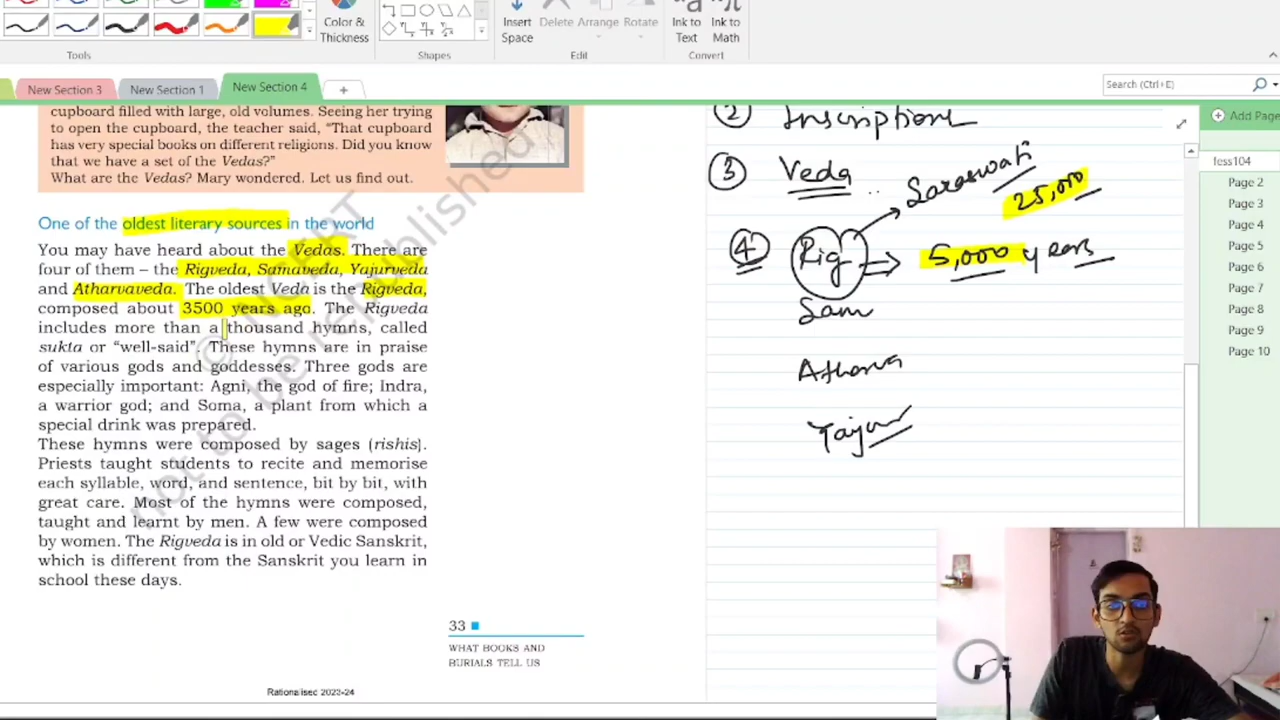 Color &
Thickness
Insert
Space
Delete
Arrange
Rotate
Ink to
Text
Ink to
Math
Tools
Shapes
Edit
Convert
New Section 3
New Section 1
New Section 4
+
Search (Ctrl+E)
cupboard filled with large, old volumes. Seeing her trying
to open the cupboard, the teacher said, “That cupboard
has very special books on different religions. Did you know
that we have a set of the Vedas?”
What are the Vedas? Mary wondered. Let us find out.
One of the oldest literary sources in the world
You may have heard about the Vedas. There are
four of them – the Rigveda, Samaveda, Yajurveda
and Atharvaveda. The oldest Veda is the Rigveda,
composed about 3500 years ago. The Rigveda
includes more than a thousand hymns, called
sukta or “well-said”. These hymns are in praise
of various gods and goddesses. Three gods are
especially important: Agni, the god of fire; Indra,
a warrior god; and Soma, a plant from which a
special drink was prepared.
These hymns were composed by sages (rishis).
Priests taught students to recite and memorise
each syllable, word, and sentence, bit by bit, with
great care. Most of the hymns were composed,
taught and learnt by men. A few were composed
by women. The Rigveda is in old or Vedic Sanskrit,
which is different from the Sanskrit you learn in
school these days.
© NCERT
not to be republished
33
WHAT BOOKS AND
BURIALS TELL US
Rationalised 2023-24
2 Inscriptions
3 Veda
Saraswati
25,000
4 Rig 5,000 years
Sam
Atharva
Yajur
Add Page
fess104
Page 2
Page 3
Page 4
Page 5
Page 6
Page 7
Page 8
Page 9
Page 10